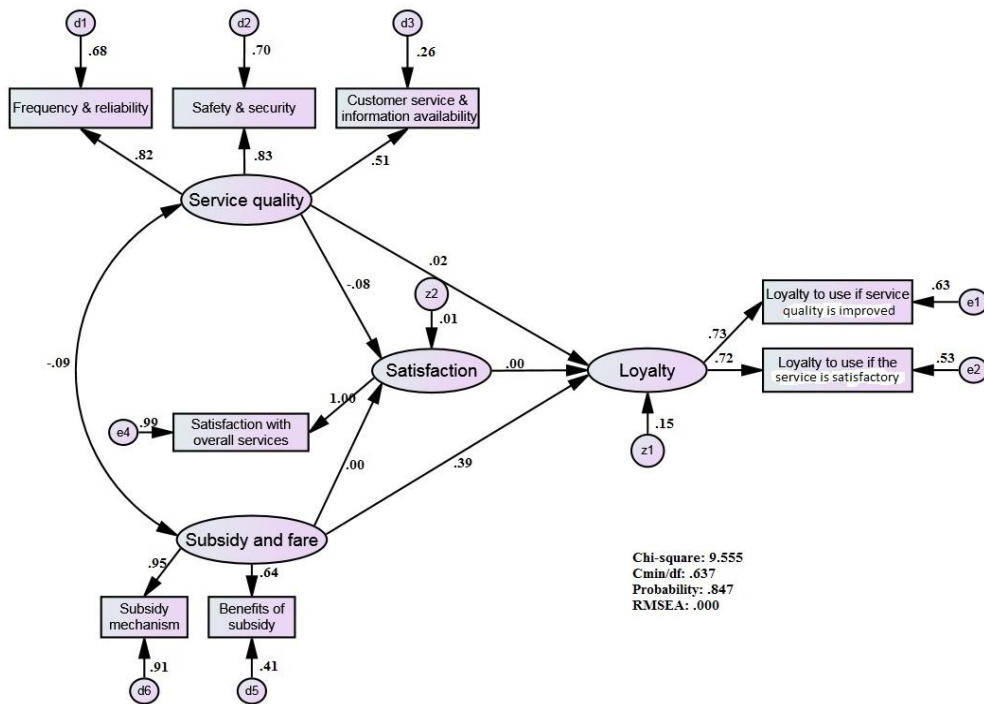 d1
d2
d3
.68
.70
.26
Frequency & reliability
Safety & security
Customer service &
information availability
.82
.83
.51
Service quality
.02
-.08
z2
.01
Loyalty to use if service
quality is improved
.63
e1
.73
-.09
Satisfaction
.00
Loyalty
.72
Loyalty to use if the
service is satisfactory
.53
e2
1.00
e4
.99
Satisfaction with
overall services
.15
z1
.00
.39
Subsidy and fare
.95
.64
Chi-square: 9.555
Cmin/df: .637
Probability: .847
RMSEA: .000
Subsidy
mechanism
Benefits of
subsidy
.91
.41
d6
d5